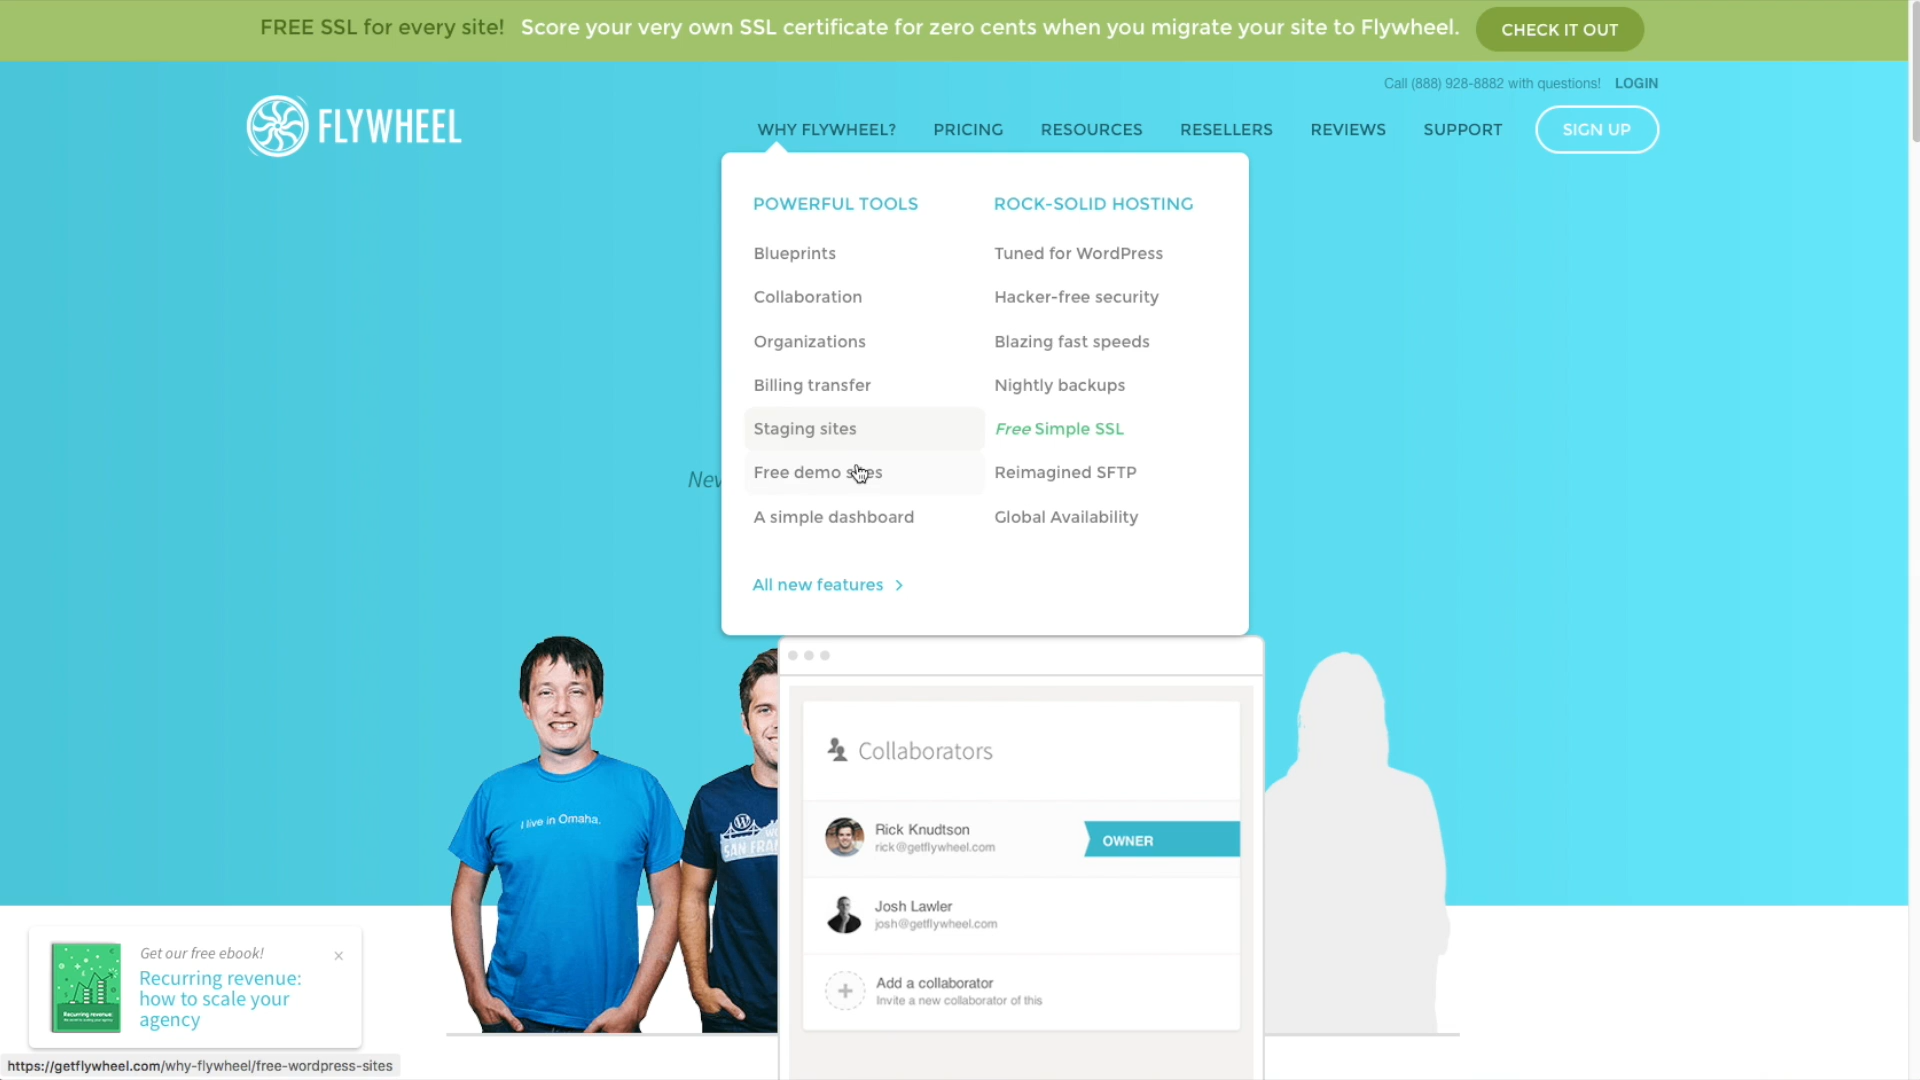 FREE SSL for every site! Score your very own SSL certificate for zero cents when you migrate your site to Flywheel. CHECK IT OUT
Call (888) 928-8882 with questions! LOGIN
FLYWHEEL
WHY FLYWHEEL? PRICING RESOURCES RESELLERS REVIEWS SUPPORT SIGN UP
POWERFUL TOOLS
Blueprints
Collaboration
Organizations
Billing transfer
Staging sites
Free demo sites
A simple dashboard
All new features >
ROCK-SOLID HOSTING
Tuned for WordPress
Hacker-free security
Blazing fast speeds
Nightly backups
Free Simple SSL
Reimagined SFTP
Global Availability
I live in Omaha.
Collaborators
Rick Knudtson
rick@getflywheel.com
OWNER
Josh Lawler
josh@getflywheel.com
Add a collaborator
Invite a new collaborator of this
Recurring revenue:
Get our free ebook!
Recurring revenue:
how to scale your
agency
https://getflywheel.com/why-flywheel/free-wordpress-sites